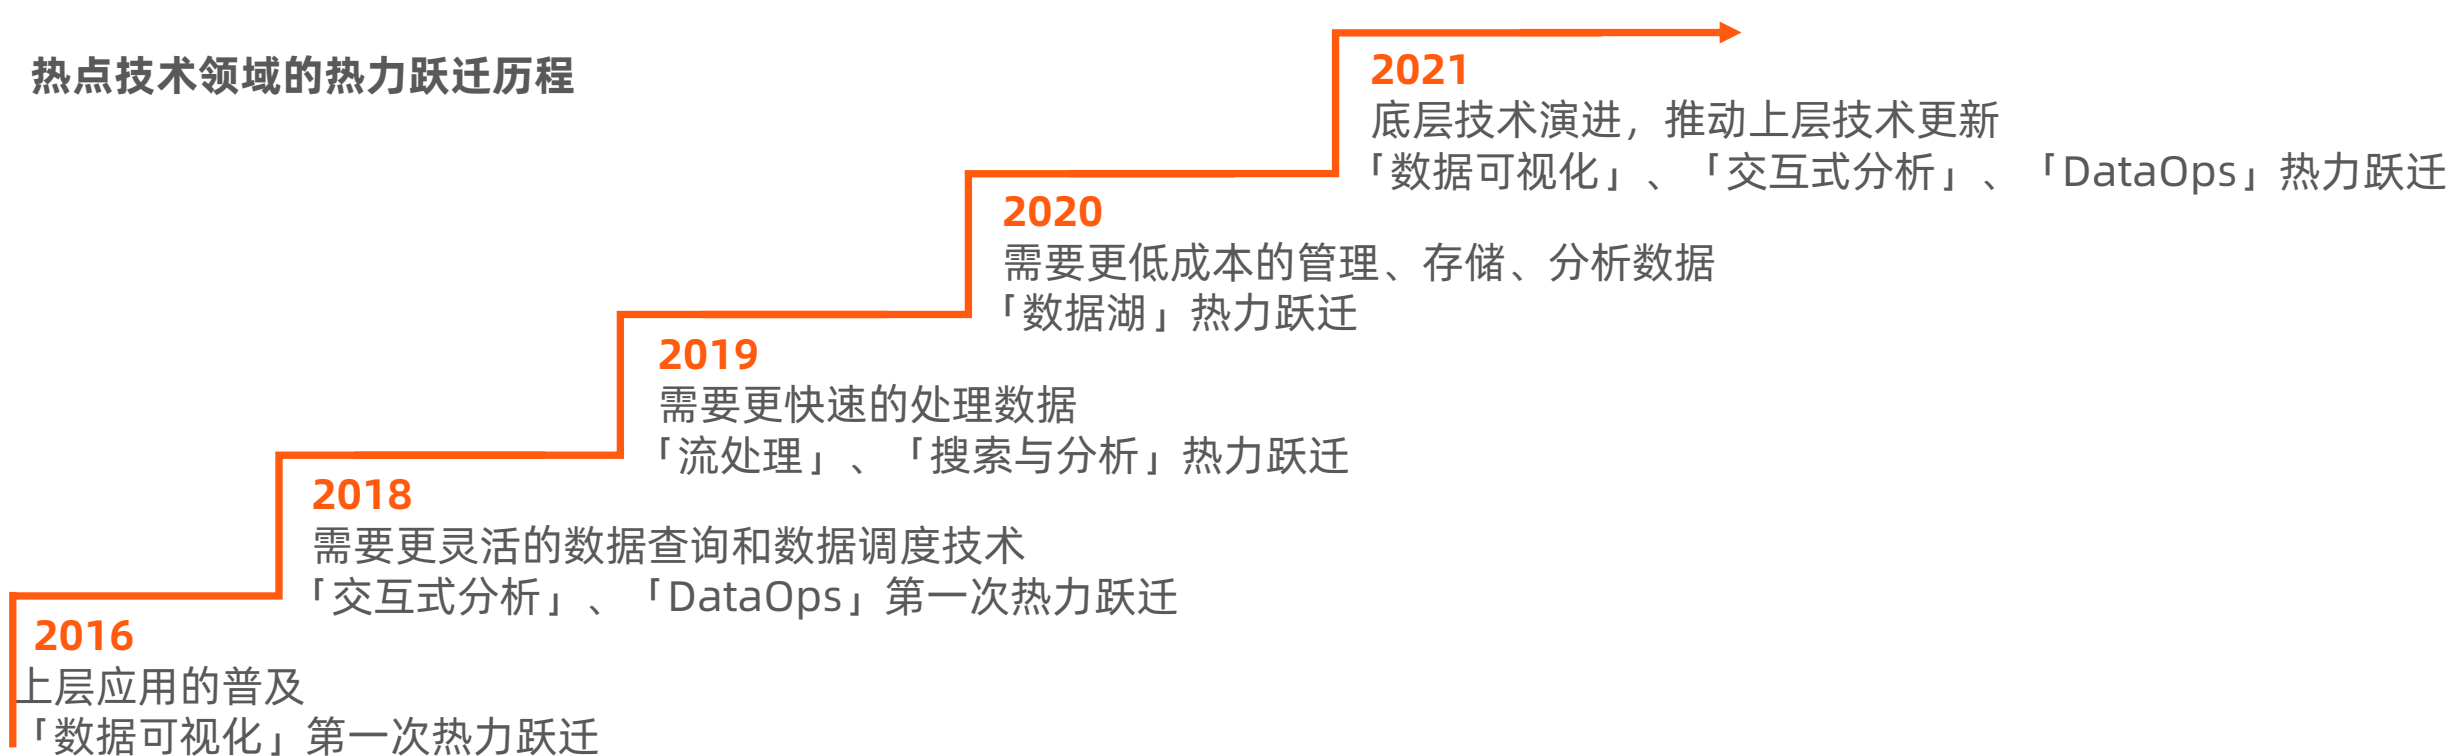 热点技术领域的热力跃迁历程
2021
底层技术演进，推动上层技术更新
「数据可视化」、「交互式分析」、「DataOps」热力跃迁
2020
需要更低成本的管理、存储、分析数据
「数据湖」热力跃迁
2019
需要更快速的处理数据
「流处理」、「搜索与分析」热力跃迁
2018
需要更灵活的数据查询和数据调度技术
「交互式分析」、「DataOps」第一次热力跃迁
2016
上层应用的普及
「数据可视化」第一次热力跃迁